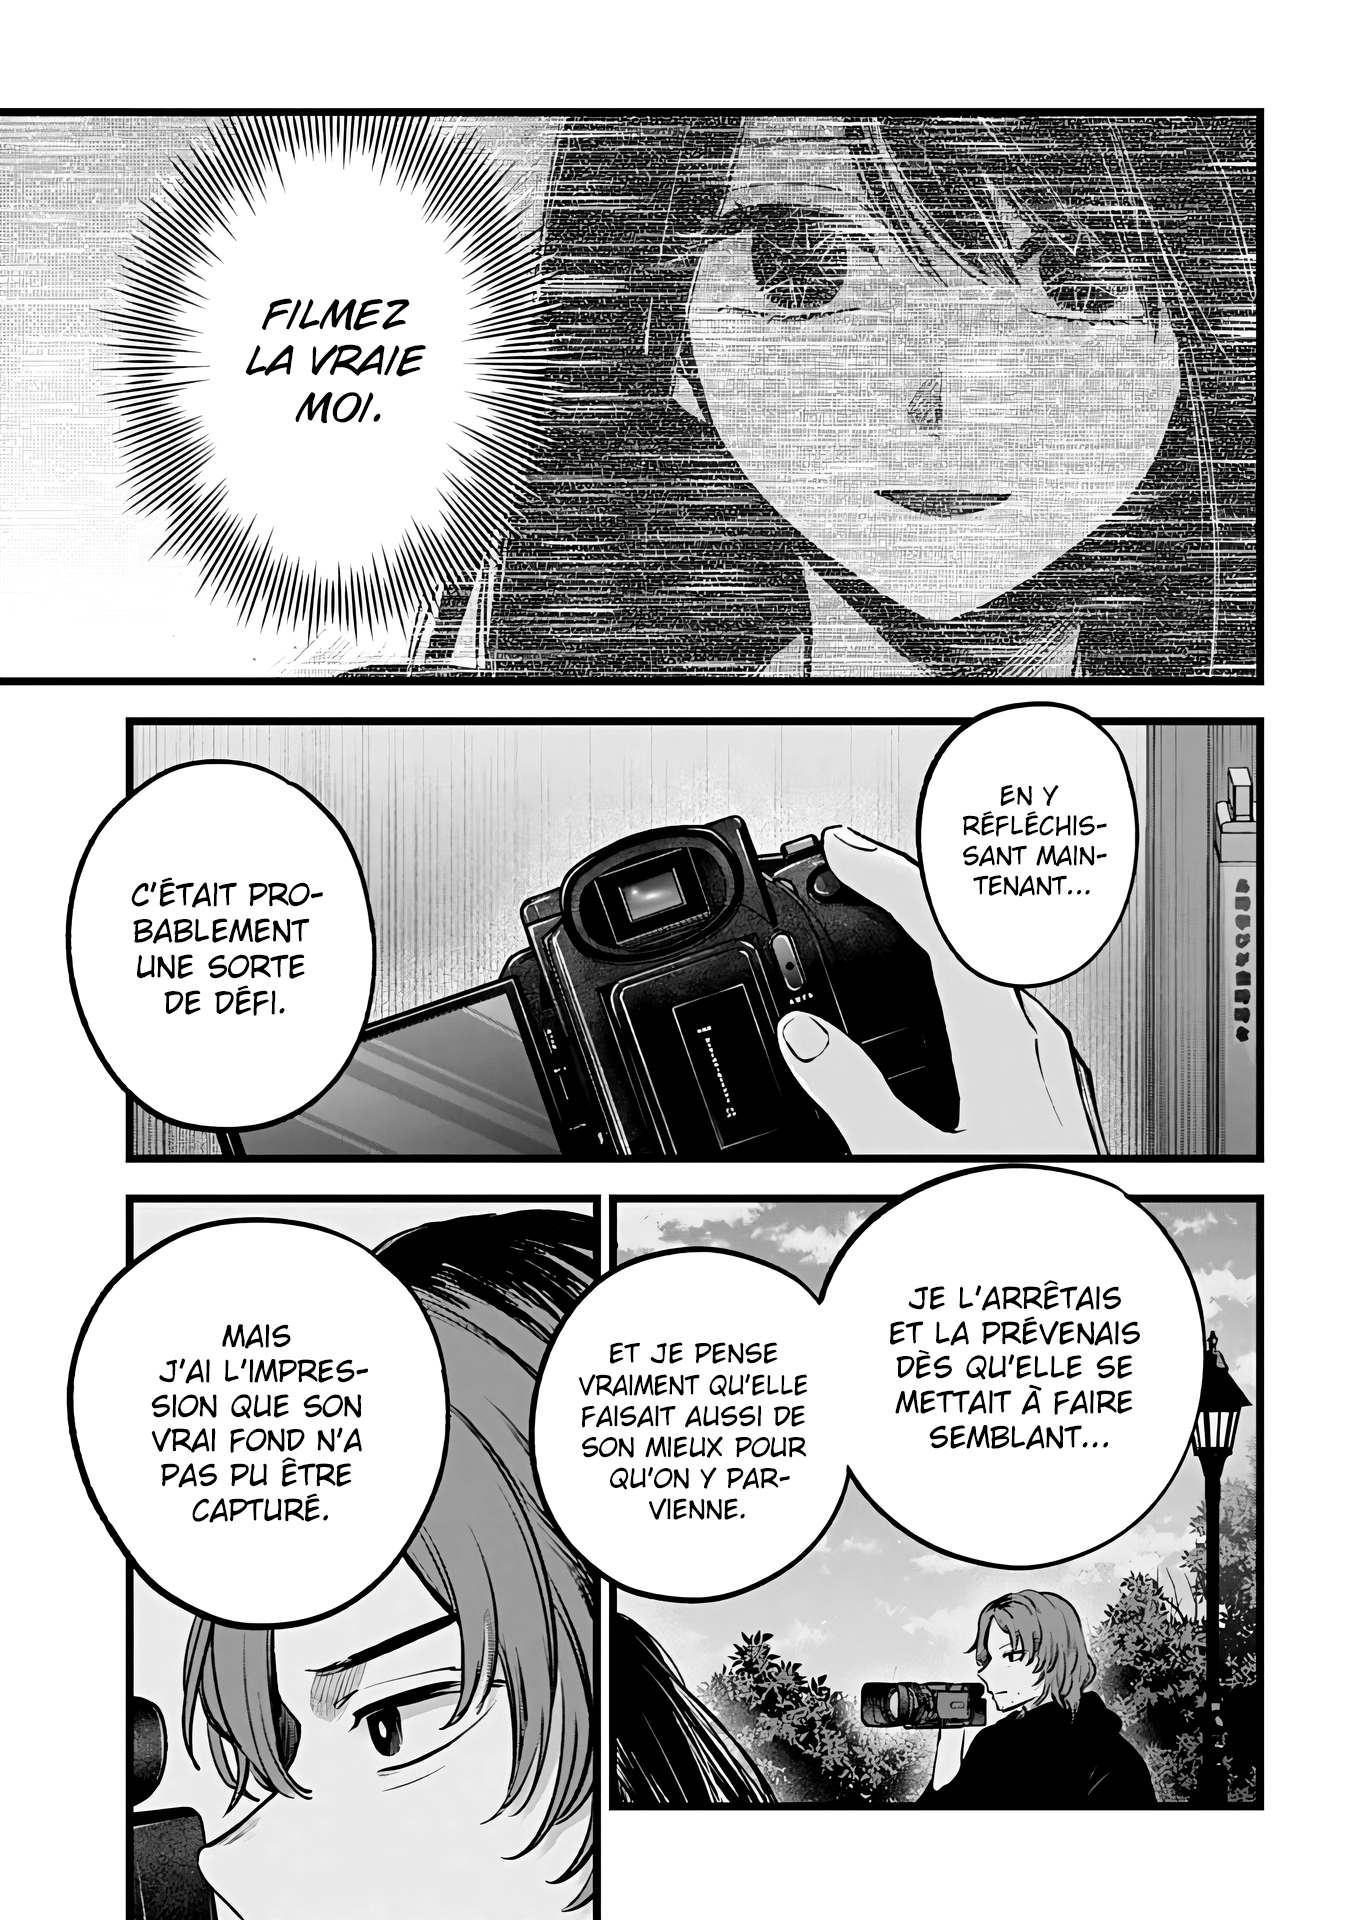 FILMEZ
LA VRAIE
MOI.
EN Y
RÉFLÉCHIS-
SANT MAIN-
TENANT...
C'ÉTAIT PRO-
BABLEMENT
UNE SORTE
DE DÉFI.
JE L'ARRÊTAIS
ET LA PRÉVENAIS
DÈS QU'ELLE SE
METTAIT À FAIRE
SEMBLANT...
ET JE PENSE
VRAIMENT QU'ELLE
FAISAIT AUSSI DE
SON MIEUX POUR
QU'ON Y PAR-
VIENNE.
MAIS
J'AI L'IMPRES-
SION QUE SON
VRAI FOND N'A
PAS PU ÊTRE
CAPTURÉ.